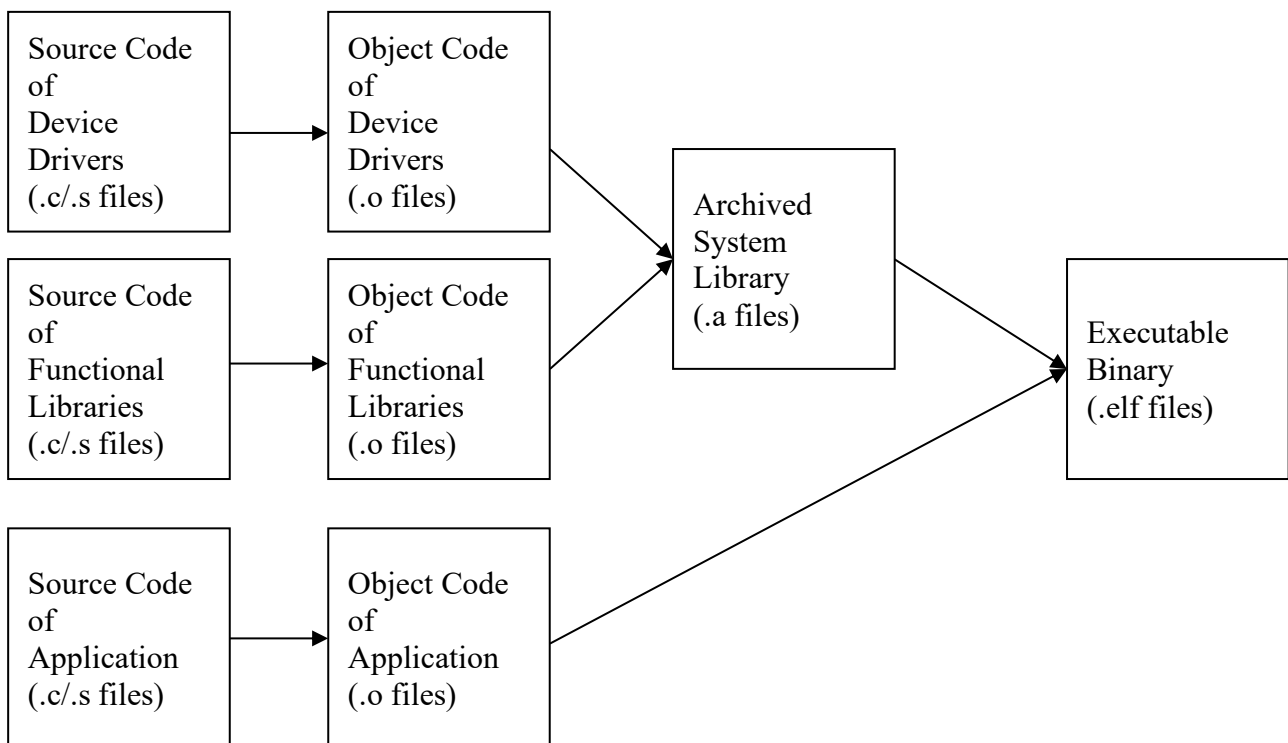 Source Code
of
Device
Drivers
(.c/.s files)
Object Code
of
Device
Drivers
(.o files)
Archived
System
Library
(.a files)
Source Code
of
Functional
Libraries
(.c/.s files)
Object Code
of
Functional
Libraries
(.o files)
Executable
Binary
(.elf files)
Source Code
of
Application
(.c/.s files)
Object Code
of
Application
(.o files)